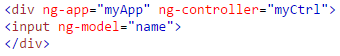 <div ng-app="myApp" ng-controller="myCtrl">
<input ng-model="name">
</div>